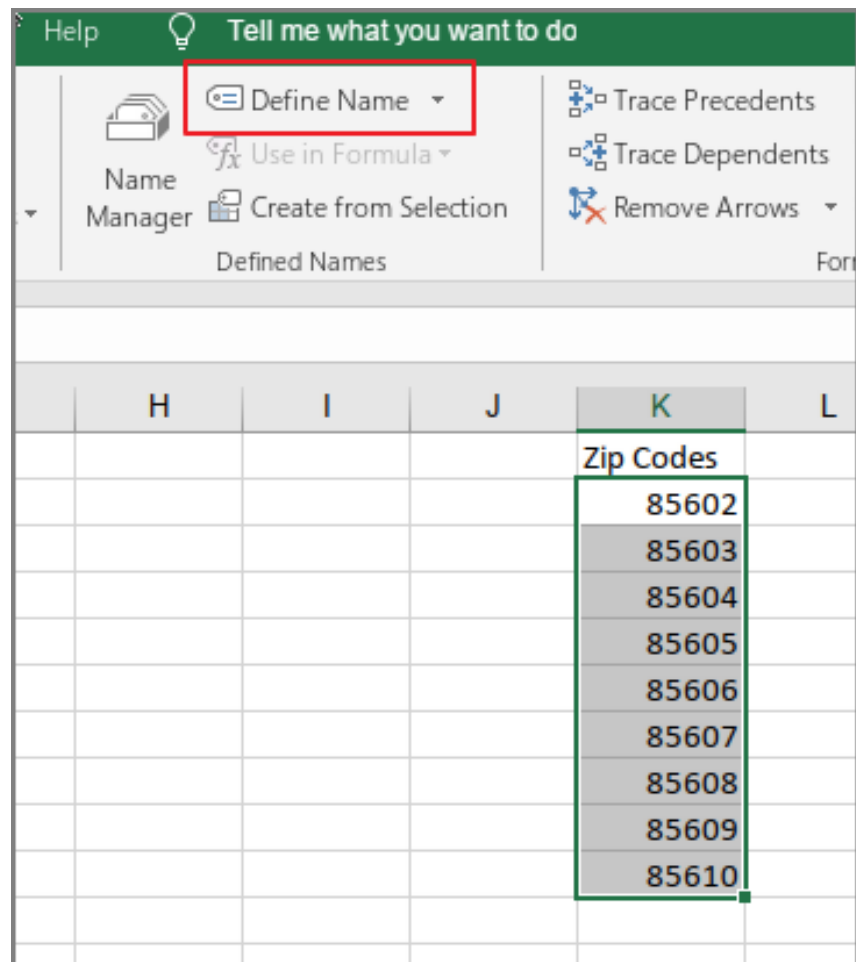 Help Tell me what you want to do
Define Name Trace Precedents
Use in Formula Trace Dependents
Name
Manager Create from Selection Remove Arrows
Defined Names For
H I J K L
Zip Codes
85602
85603
85604
85605
85606
85607
85608
85609
85610